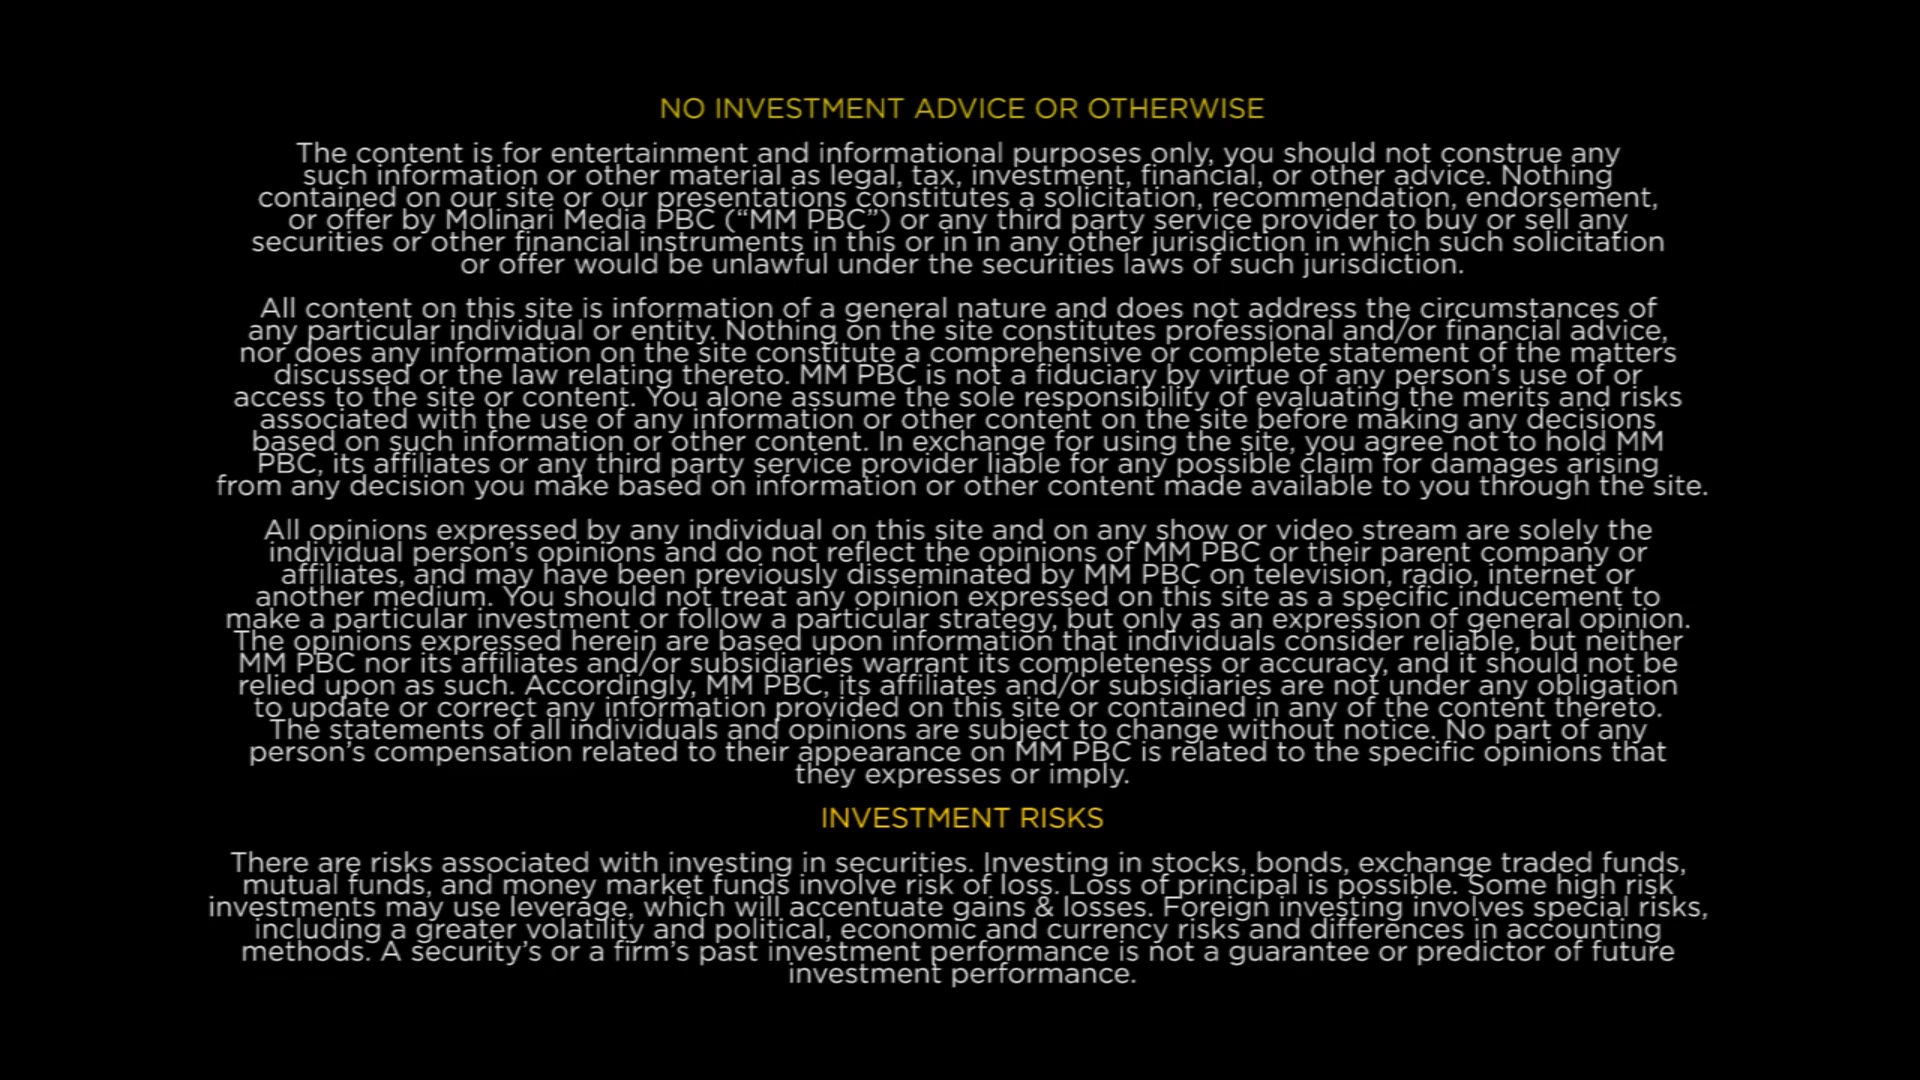 NO INVESTMENT ADVICE OR OTHERWISE
The content is for entertainment and informational purposes only, you should not construe any
such information or other material as legal, tax, investment, financial, or other advice. Nothing
contained on our site or our presentations constitutes a solicitation, recommendation, endorsement,
or offer by Molinari Media PBC (“MM PBC”) or any third party service provider to buy or sell any
securities or other financial instruments in this or in in any other jurisdiction in which such solicitation
or offer would be unlawful under the securities laws of such jurisdiction.
All content on this site is information of a general nature and does not address the circumstances of
any particular individual or entity. Nothing on the site constitutes professional and/or financial advice,
nor does any information on the site constitute a comprehensive or complete statement of the matters
discussed or the law relating thereto. MM PBC is not a fiduciary by virtue of any person’s use of or
access to the site or content. You alone assume the sole responsibility of evaluating the merits and risks
associated with the use of any information or other content on the site before making any decisions
based on such information or other content. In exchange for using the site, you agree not to hold MM
PBC, its affiliates or any third party service provider liable for any possible claim for damages arising
from any decision you make based on information or other content made available to you through the site.
All opinions expressed by any individual on this site and on any show or video stream are solely the
individual person’s opinions and do not reflect the opinions of MM PBC or their parent company or
affiliates, and may have been previously disseminated by MM PBC on television, radio, internet or
another medium. You should not treat any opinion expressed on this site as a specific inducement to
make a particular investment or follow a particular strategy, but only as an expression of general opinion.
The opinions expressed herein are based upon information that individuals consider reliable, but neither
MM PBC nor its affiliates and/or subsidiaries warrant its completeness or accuracy, and it should not be
relied upon as such. Accordingly, MM PBC, its affiliates and/or subsidiaries are not under any obligation
to update or correct any information provided on this site or contained in any of the content thereto.
The statements of all individuals and opinions are subject to change without notice. No part of any
person’s compensation related to their appearance on MM PBC is related to the specific opinions that
they expresses or imply.
INVESTMENT RISKS
There are risks associated with investing in securities. Investing in stocks, bonds, exchange traded funds,
mutual funds, and money market funds involve risk of loss. Loss of principal is possible. Some high risk
investments may use leverage, which will accentuate gains & losses. Foreign investing involves special risks,
including a greater volatility and political, economic and currency risks and differences in accounting
methods. A security’s or a firm’s past investment performance is not a guarantee or predictor of future
investment performance.